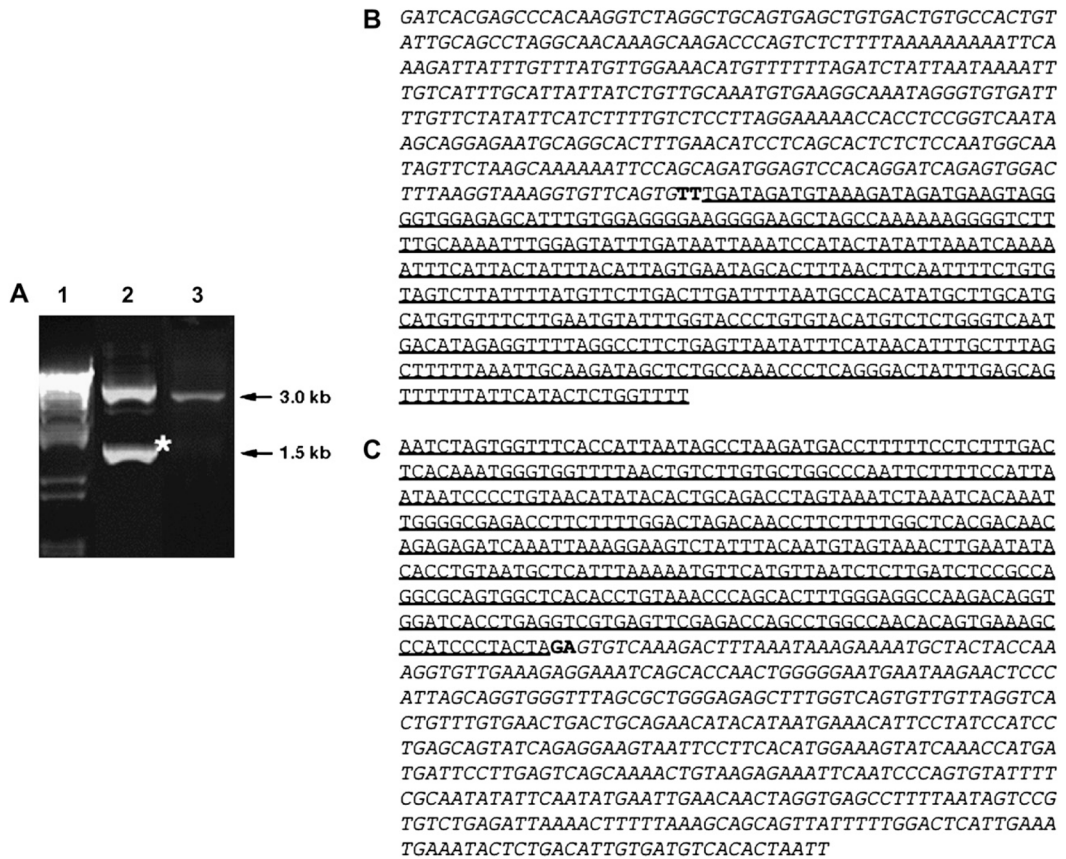 A
1 2 3
3.0 kb
*
1.5 kb
B
GATCACGAGCCCACAAGGTCTAGGCTGCAGTGAGCTGTGACTGTGCCACTGT
ATTGCAGCCTAGGCAACAAAGCAAGACCCAGTCTCTTTTAAAAAAAAAATTCA
AAGATTATTTGTTTATGTTGGAAACATGTTTTTTAGATCTATTAATAAAATT
TGTCATTTGCATTATTATCTGTTGCAAATGTGAAGGCAAATAGGGTGTGATT
TTGTTCTATATTCATCTTTTGTCTCCTTAGGAAAAACCACCTCCGGTCAATA
AGCAGGAGAATGCAGGCACTTTGAACATCCTCAGCACTCTCTCCAATGGCAA
TAGTTCTAAGCAAAAAATTCCAGCAGATGGAGTCCACAGGATCAGAGTGGAC
TTTAAGGTAAAGGTGTTCAGTGTTTGATAGATGTAAAGATAGATGAAGTAGG
GGTGGAGAGCATTTGTGGAGGGGAAGGGGAAGCTAGCCAAAAAAGGGGTCTT
TTGCAAAATTTGGAGTATTTGATAATTAAATCCATACTATATTAAATCAAAA
ATTTCATTACTATTTACATTAGTGAATAGCACTTTAACTTCAATTTTCTGTG
TAGTCTTATTTTATGTTCTTGACTTGATTTTAATGCCACATATGCTTGCATG
CATGTGTTTCTTGAATGTATTTGGTACCCTGTGTACATGTCTCTGGGTCAAT
GACATAGAGGTTTTAGGCCTTCTGAGTTAATATTTCATAACATTTGCTTTAG
CTTTTTAAATTGCAAGATAGCTCTGCCAAACCCTCAGGGACTATTTGAGCAG
TTTTTTATTCATACTCTGGTTTT
C
AATCTAGTGGTTTCACCATTAATAGCCTAAGATGACCTTTTTCCTCTTTGAC
TCACAAATGGGTGGTTTTAACTGTCTTGTGCTGGCCCAATTCTTTTCCATTA
ATAATCCCCTGTAACATATACACTGCAGACCTAGTAAATCTAAATCACAAAT
TGGGGCGAGACCTTCTTTTGGACTAGACAACCTTCTTTTGGCTCACGACAAC
AGAGAGATCAAATTAAAGGAAGTCTATTTACAATGTAGTAAACTTGAATATA
CACCTGTAATGCTCATTTAAAAATGTTCATGTTAATCTCTTGATCTCCGCCA
GGCGCAGTGGCTCACACCTGTAAACCCAGCACTTTGGGAGGCCAAGACAGGT
GGATCACCTGAGGTCGTGAGTTCGAGACCAGCCTGGCCAACACAGTGAAAGC
CCATCCCTACTAGAGTGTCAAAGACTTTAAATAAAGAAAATGCTACTACCAA
AGGTGTTGAAAGAGGAAATCAGCACCAACTGGGGGAATGAATAAGAACTCCC
ATTAGCAGGTGGGTTTAGCGCTGGGAGAGCTTTGGTCAGTGTTGTTAGGTCA
CTGTTTGTGAACTGACTGCAGAACATACATAATGAAACATTCCTATCCATCC
TGAGCAGTATCAGAGGAAGTAATTCCTTCACATGGAAAGTATCAAACCATGA
TGATTCCTTGAGTCAGCAAAACTGTAAGAGAAATTCAATCCCAGTGTATTTT
CGCAATATATTCAATATGAATTGAACAACTAGGTGAGCCTTTTAATAGTCCG
TGTCTGAGATTAAAACTTTTTAAAGCAGCAGTTATTTTTGGACTCATTGAAA
TGAAATACTCTGACATTGTGATGTCACACTAATT